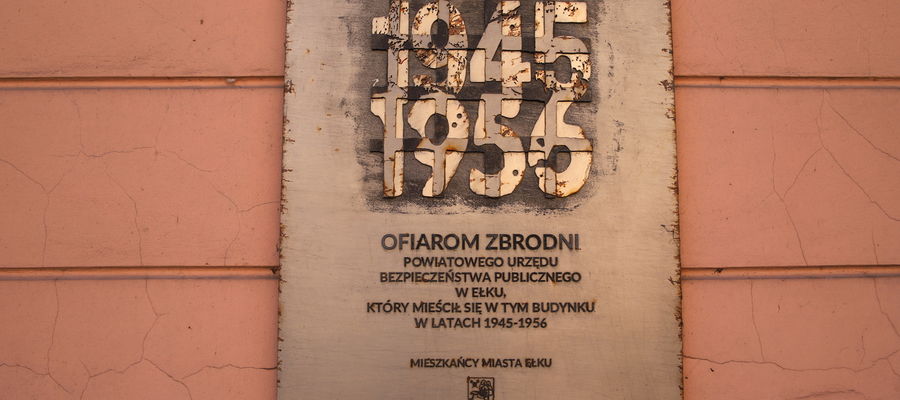 1945
1956
OFIAROM ZBRODNI
POWIATOWEGO URZĘDU
BEZPIECZEŃSTWA PUBLICZNEGO
W EŁKU,
KTÓRY MIEŚCIŁ SIĘ W TYM BUDYNKU
W LATACH 1945-1956
MIESZKAŃCY MIASTA EŁKU